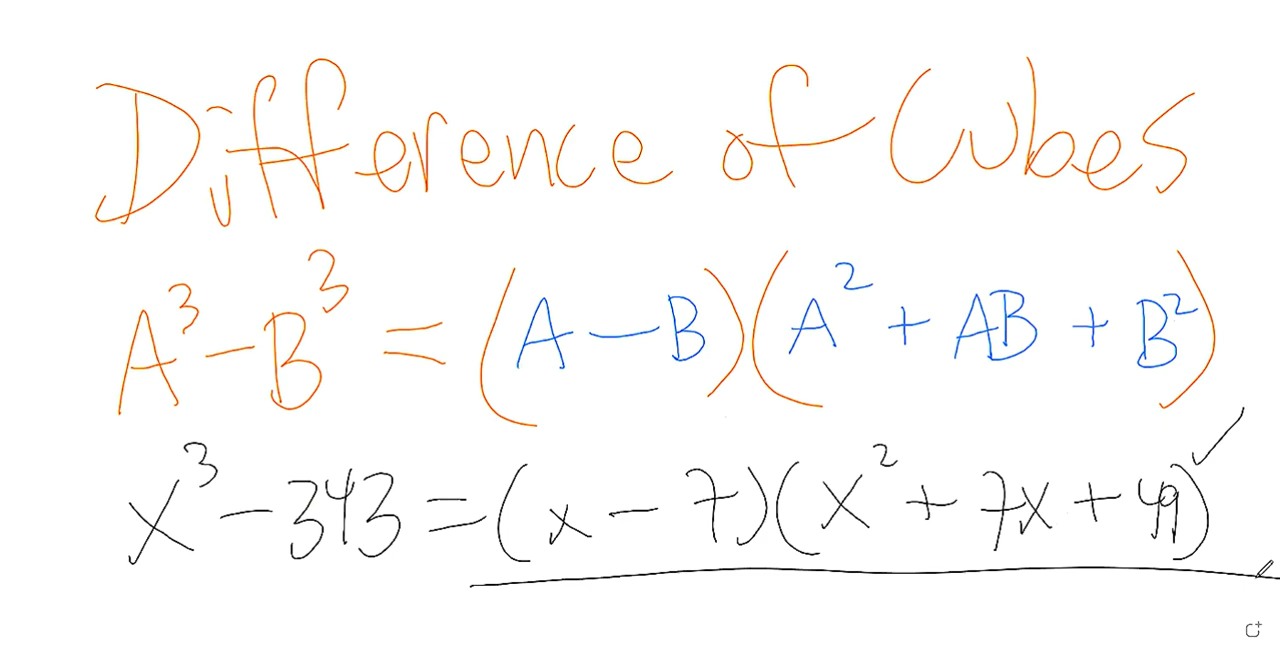 Difference of Cubes
A³ - B³ = (A - B)(A² + AB + B²)
x³ - 343 = (x - 7)(x² + 7x + 49)✓